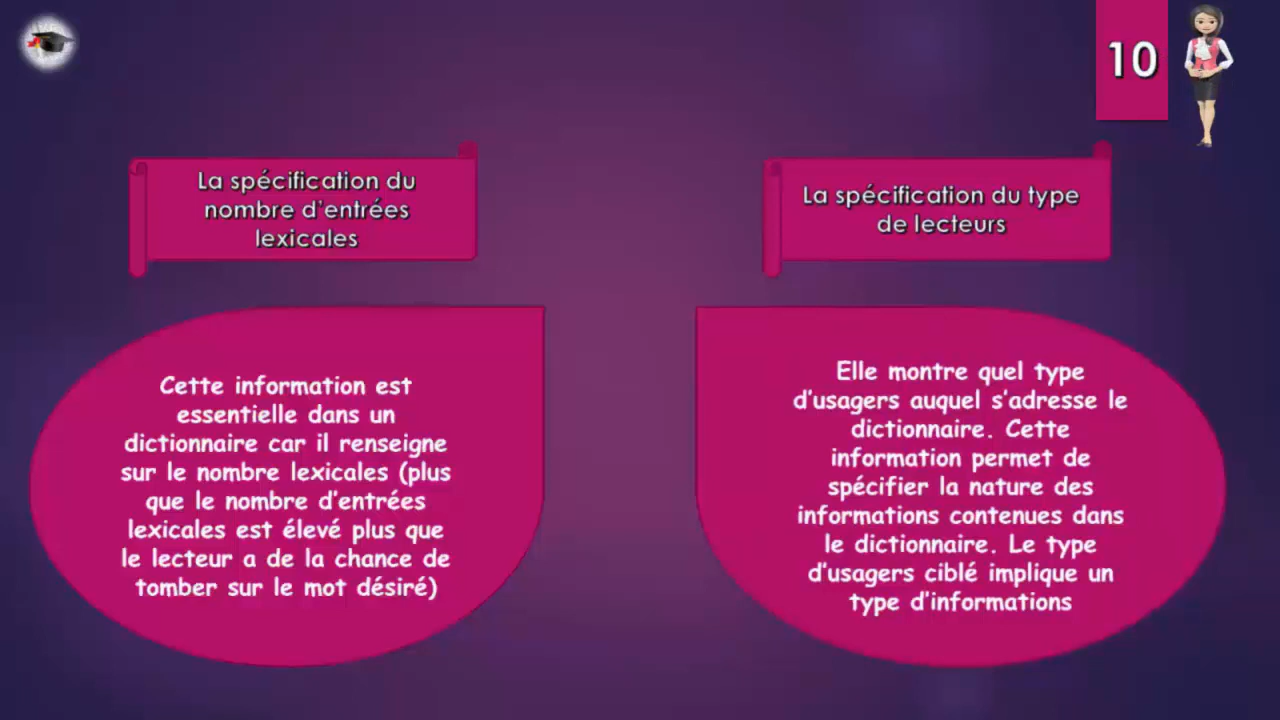 10
La spécification du
nombre d'entrées
lexicales
Cette information est
essentielle dans un
dictionnaire car il renseigne
sur le nombre lexicales (plus
que le nombre d'entrées
lexicales est élevé plus que
le lecteur a de la chance de
tomber sur le mot désiré)
La spécification du type
de lecteurs
Elle montre quel type
d'usagers auquel s'adresse le
dictionnaire. Cette
information permet de
spécifier la nature des
informations contenues dans
le dictionnaire. Le type
d'usagers ciblé implique un
type d'informations